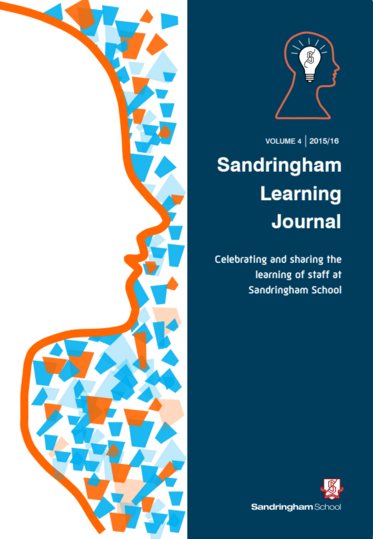 VOLUME 4 | 2015/16
Sandringham
Learning
Journal
Celebrating and sharing the
learning of staff at
Sandringham School
Sandringham School